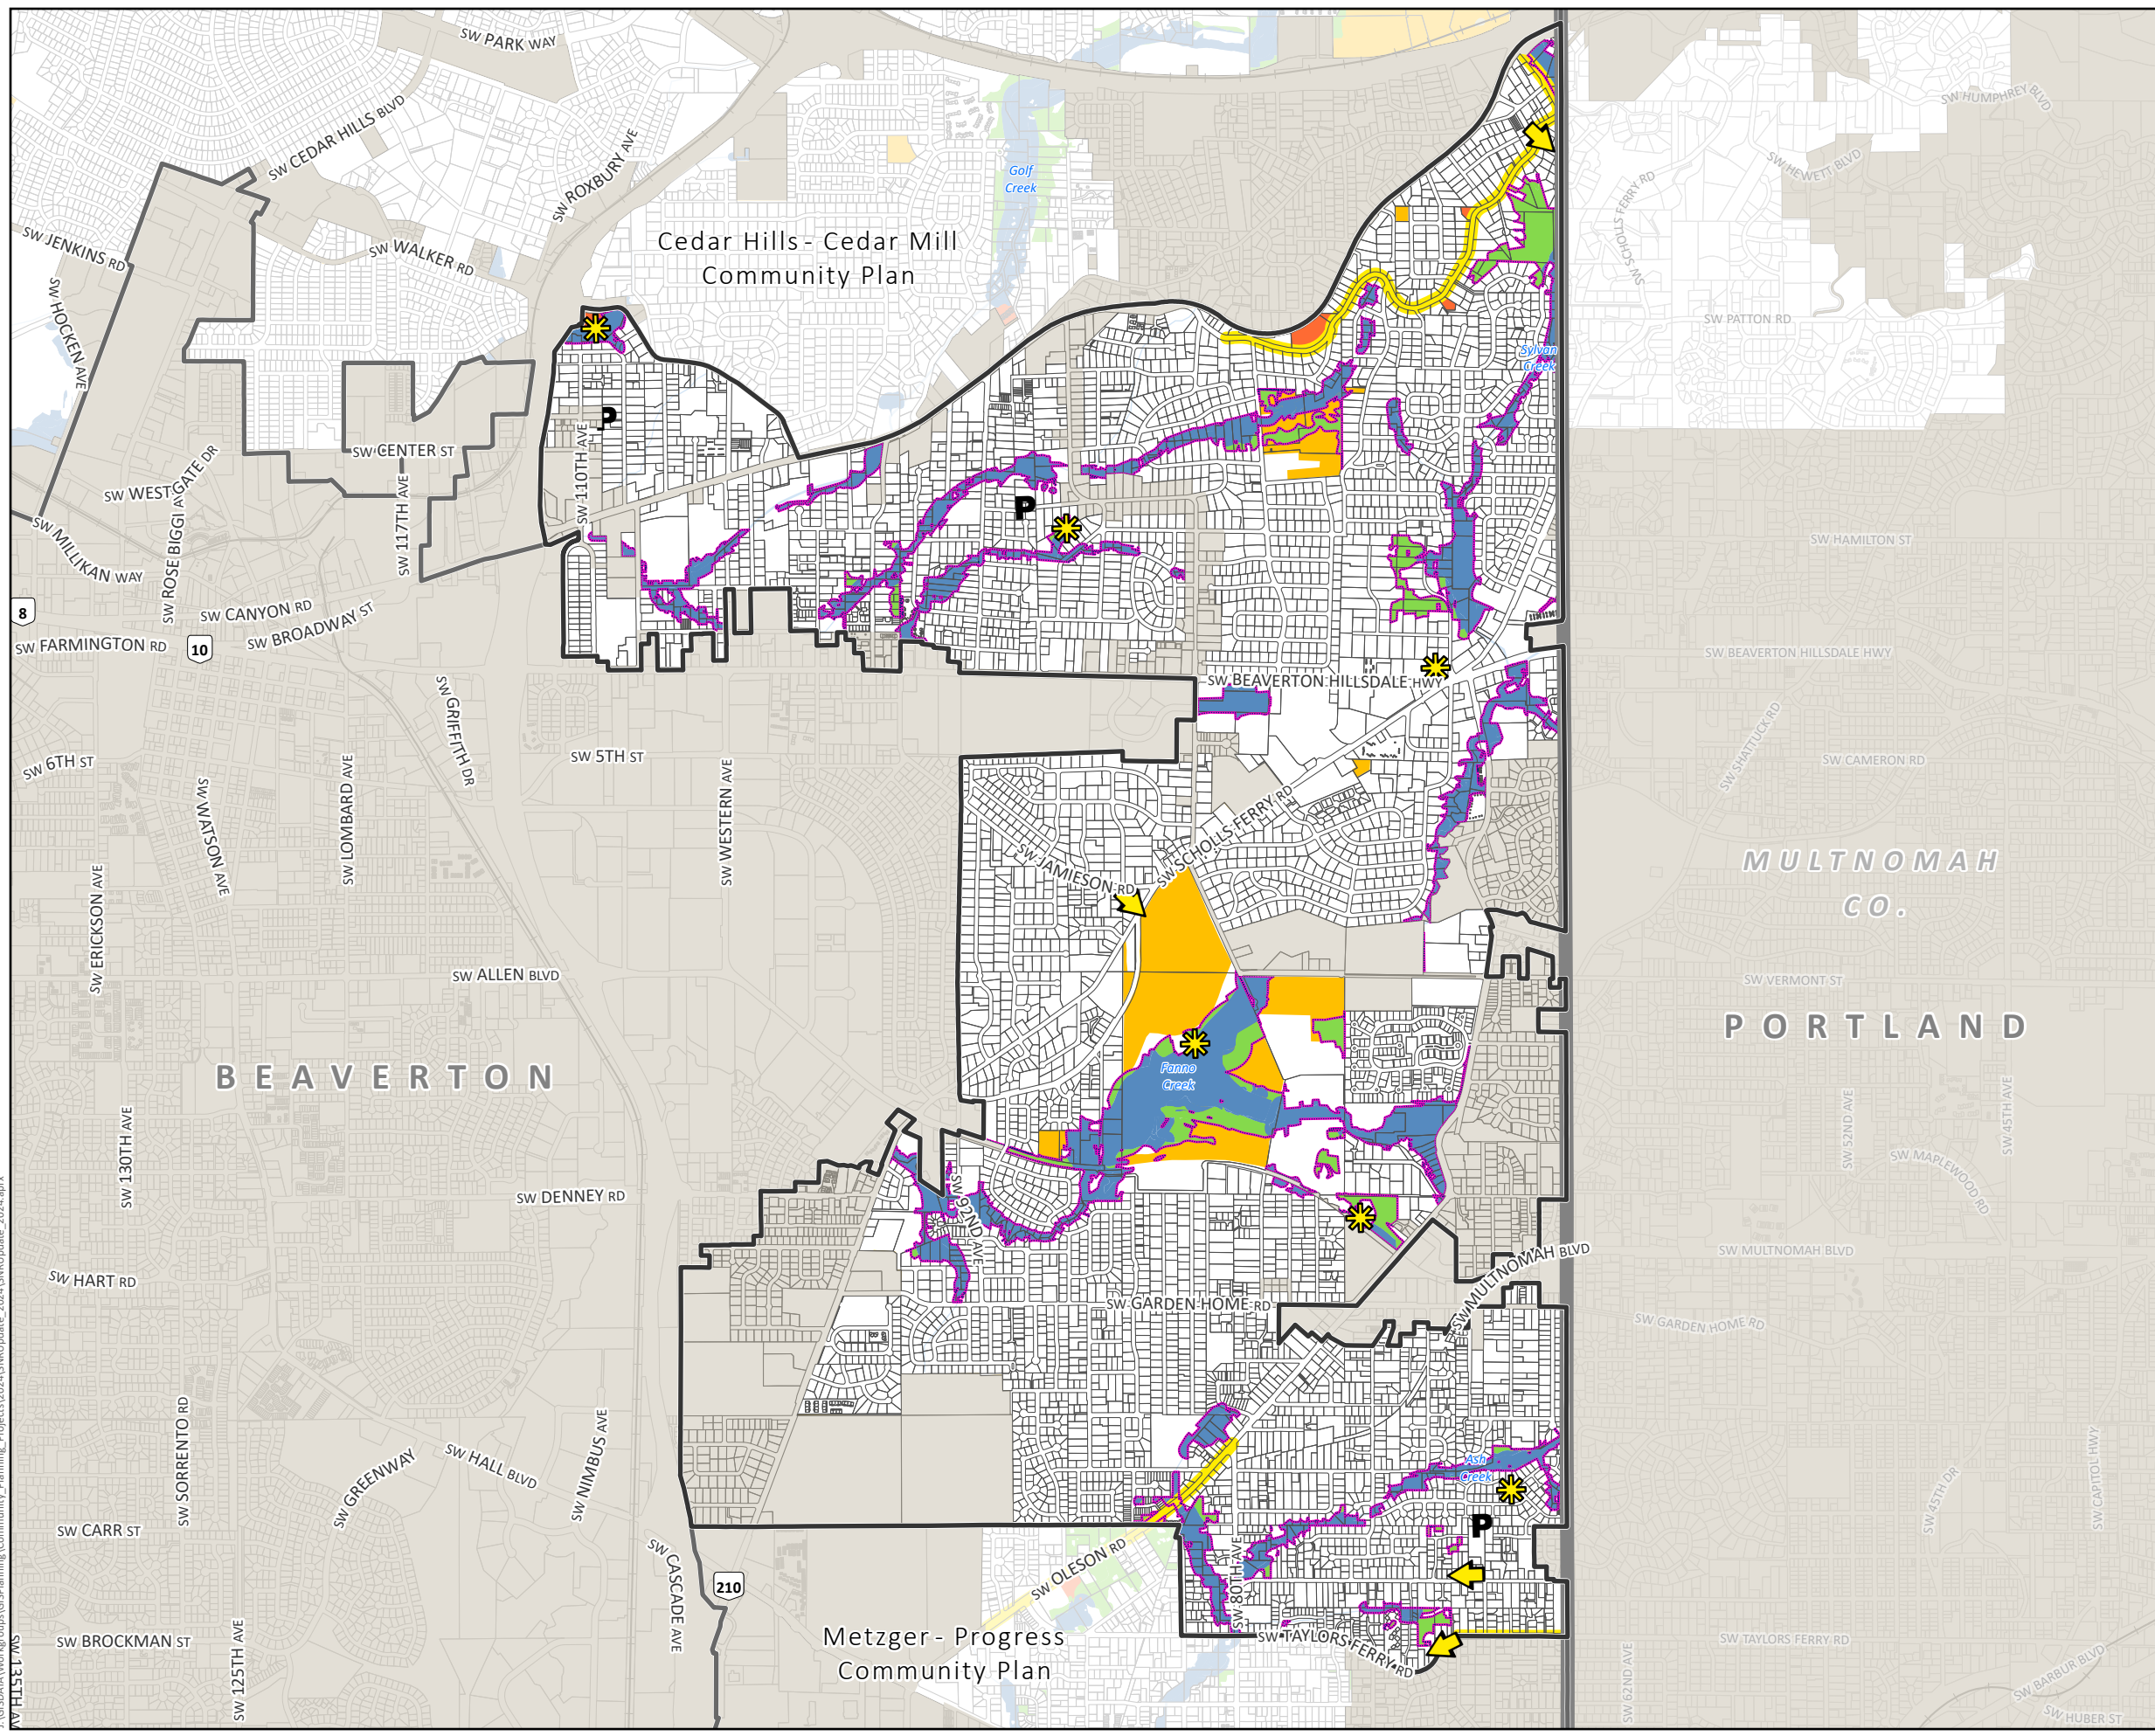 SW PARK WAY
SW HUMPHREY BLVD
SW CEDAR HILLS BLVD
SW ROXBURY AVE
Golf
Creek
SW HEWETT BLVD
SW SCHOLLS FERRY RD
SW JENKINS RD
SW WALKER RD
Cedar Hills - Cedar Mill
Community Plan
SW HOCKEN AVE
SW PATTON RD
Sylvan
Creek
P
SW CENTER ST
SW 110TH AVE
SW WESTGATE DR
SW ROSE BIGGI AVE
SW 117TH AVE
P
SW MILLIKAN WAY
SW HAMILTON ST
8
SW CANYON RD
SW BROADWAY ST
SW FARMINGTON RD
10
SW BEAVERTON HILLSDALE HWY
SW BEAVERTON HILLSDALE HWY
SW GRIFFITH DR
SW SHATTUCK RD
SW 6TH ST
SW 5TH ST
SW CAMERON RD
SW WATSON AVE
SW LOMBARD AVE
SW WESTERN AVE
SW SCHOLLS FERRY RD
SW JAMIESON RD
MULTNOMAH
CO.
SW ERICKSON AVE
SW ALLEN BLVD
SW VERMONT ST
PORTLAND
BEAVERTON
Fanno
Creek
SW 130TH AVE
SW 52ND AVE
SW 45TH AVE
SW MAPLEWOOD RD
SW DENNEY RD
SW 92ND AVE
SW MULTNOMAH BLVD
SW MULTNOMAH BLVD
SW HART RD
SW GARDEN HOME RD
SW GARDEN HOME RD
SW SORRENTO RD
SW GREENWAY
SW HALL BLVD
SW NIMBUS AVE
Ash
Creek
SW 45TH DR
SW CAPITOL HWY
SW CARR ST
P
SW CASCADE AVE
210
SW OLESON RD
SW 80TH AVE
SW BROCKMAN ST
SW 135TH AV
SW 125TH AVE
Metzger - Progress
Community Plan
SW TAYLORS FERRY RD
SW TAYLORS FERRY RD
SW 62ND AVE
SW BARBUR BLVD
SW HUBER ST